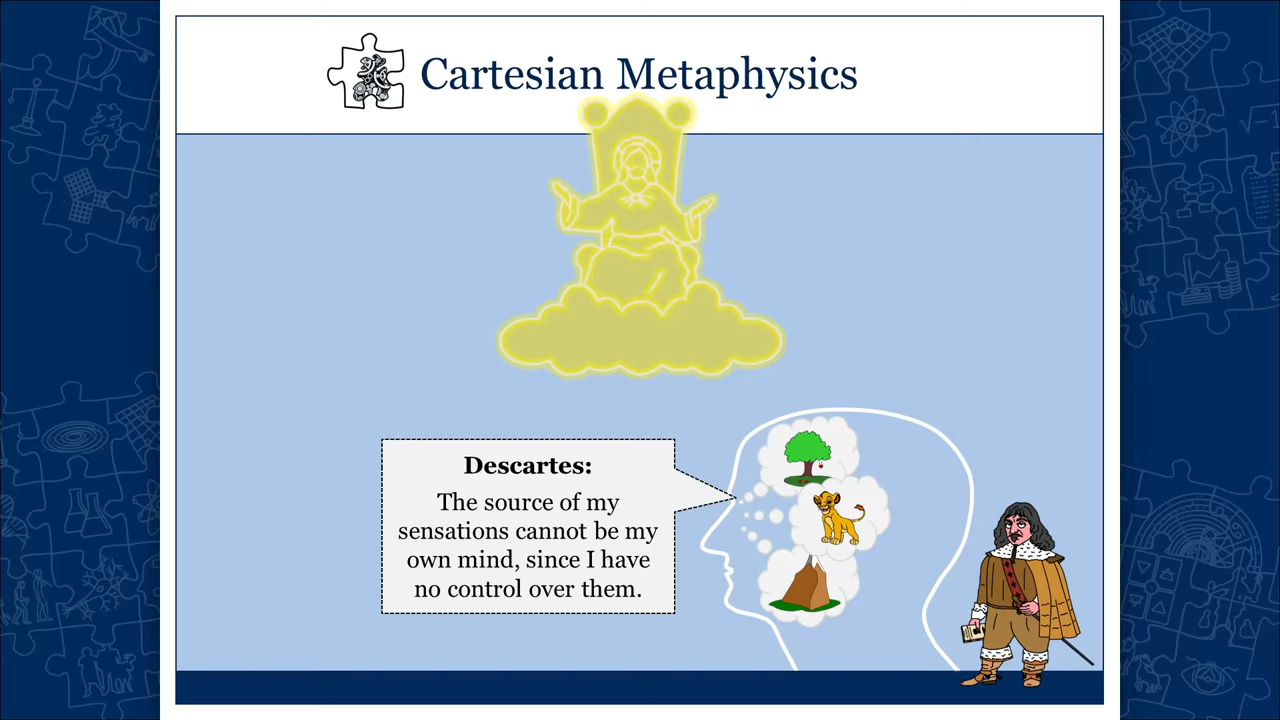 Cartesian Metaphysics
Descartes:
The source of my
sensations cannot be my
own mind, since I have
no control over them.